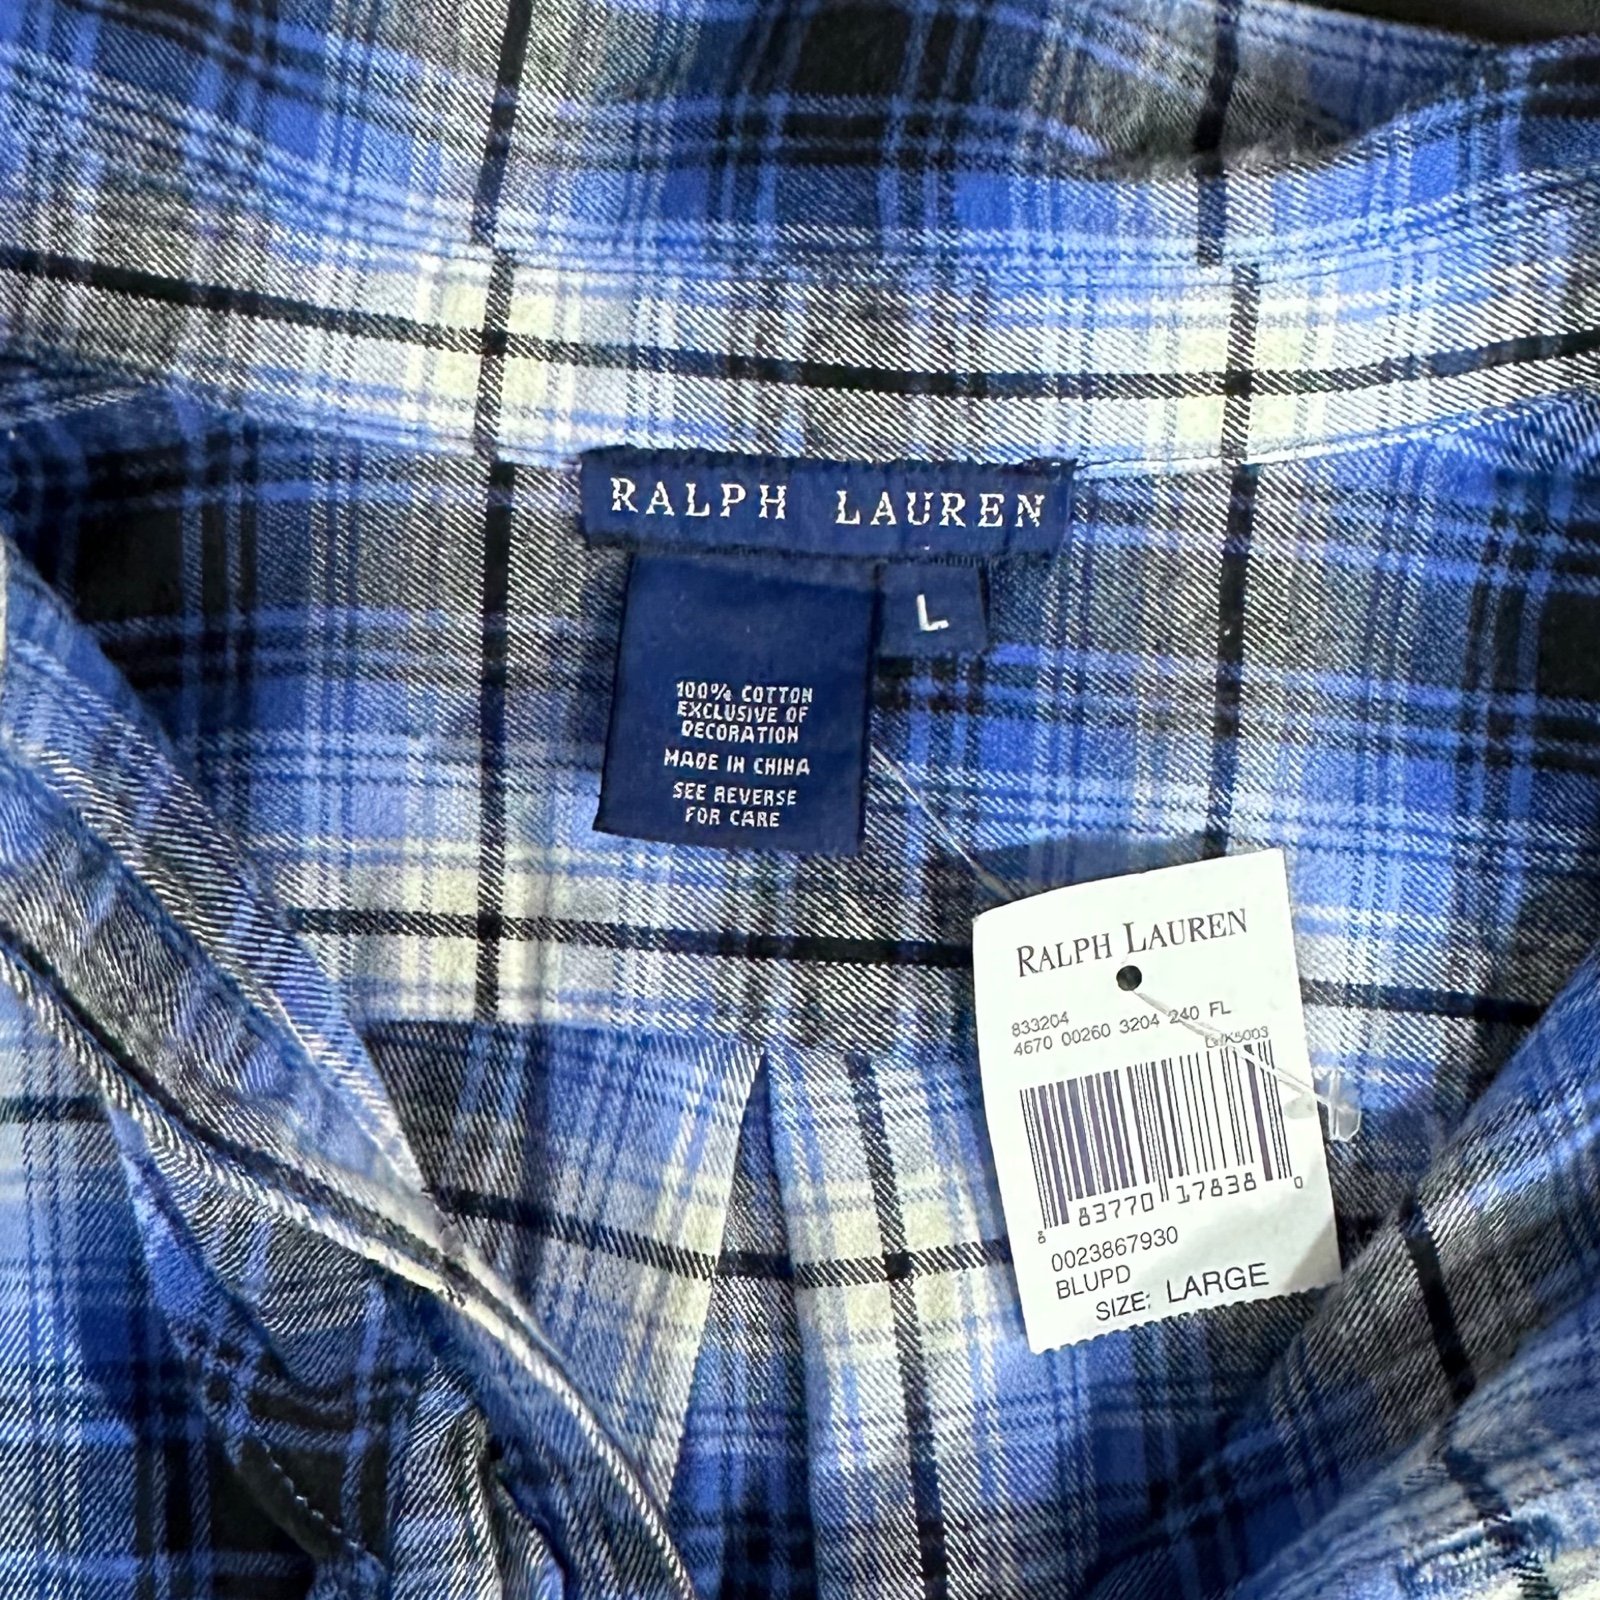 RALPH LAUREN
L
100% COTTON
EXCLUSIVE OF
DECORATION
MADE IN CHINA
SEE REVERSE
FOR CARE
RALPH LAUREN
833204
4670 00260 3204 240 FL
8 83770 17838 0
0023867930
BLUPD
SIZE: LARGE